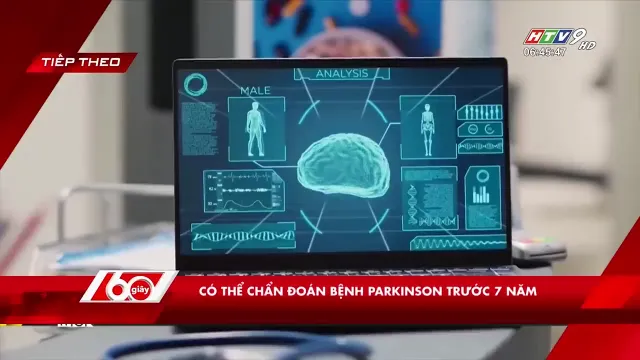 TIẾP THEO
HTV9 HD
06:45:47
ANALYSIS
MALE
60 giây
CÓ THỂ CHẨN ĐOÁN BỆNH PARKINSON TRƯỚC 7 NĂM